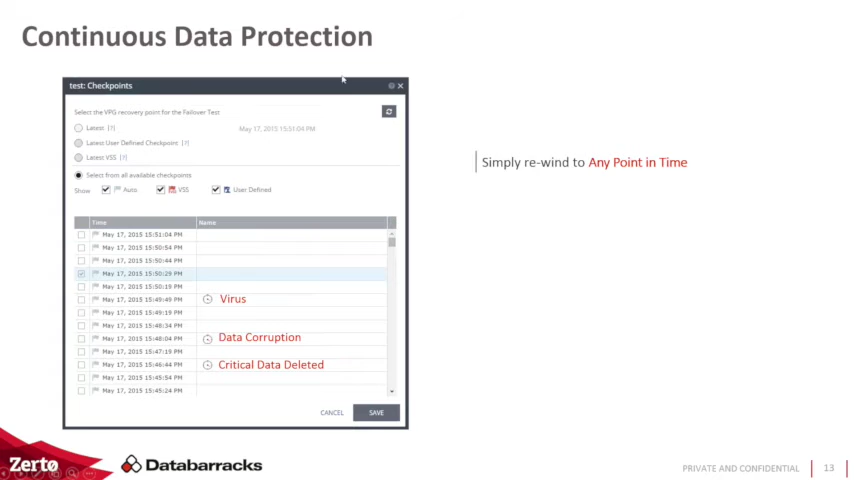 Continuous Data Protection
test: Checkpoints
Select the VPG recovery point for the Failover Test
Latest [?]
May 17, 2015 15:51:04 PM
Latest User Defined Checkpoint [?]
Latest VSS [?]
Select from all available checkpoints
Show Auto VSS User Defined
Time Name
May 17, 2015 15:51:04 PM
May 17, 2015 15:50:54 PM
May 17, 2015 15:50:44 PM
May 17, 2015 15:50:29 PM
May 17, 2015 15:50:19 PM
May 17, 2015 15:49:49 PM Virus
May 17, 2015 15:49:19 PM
May 17, 2015 15:48:34 PM
May 17, 2015 15:48:04 PM Data Corruption
May 17, 2015 15:47:19 PM
May 17, 2015 15:46:44 PM Critical Data Deleted
May 17, 2015 15:45:54 PM
May 17, 2015 15:45:24 PM
CANCEL SAVE
Simply re-wind to Any Point in Time
Zerto Databarracks
PRIVATE AND CONFIDENTIAL 13